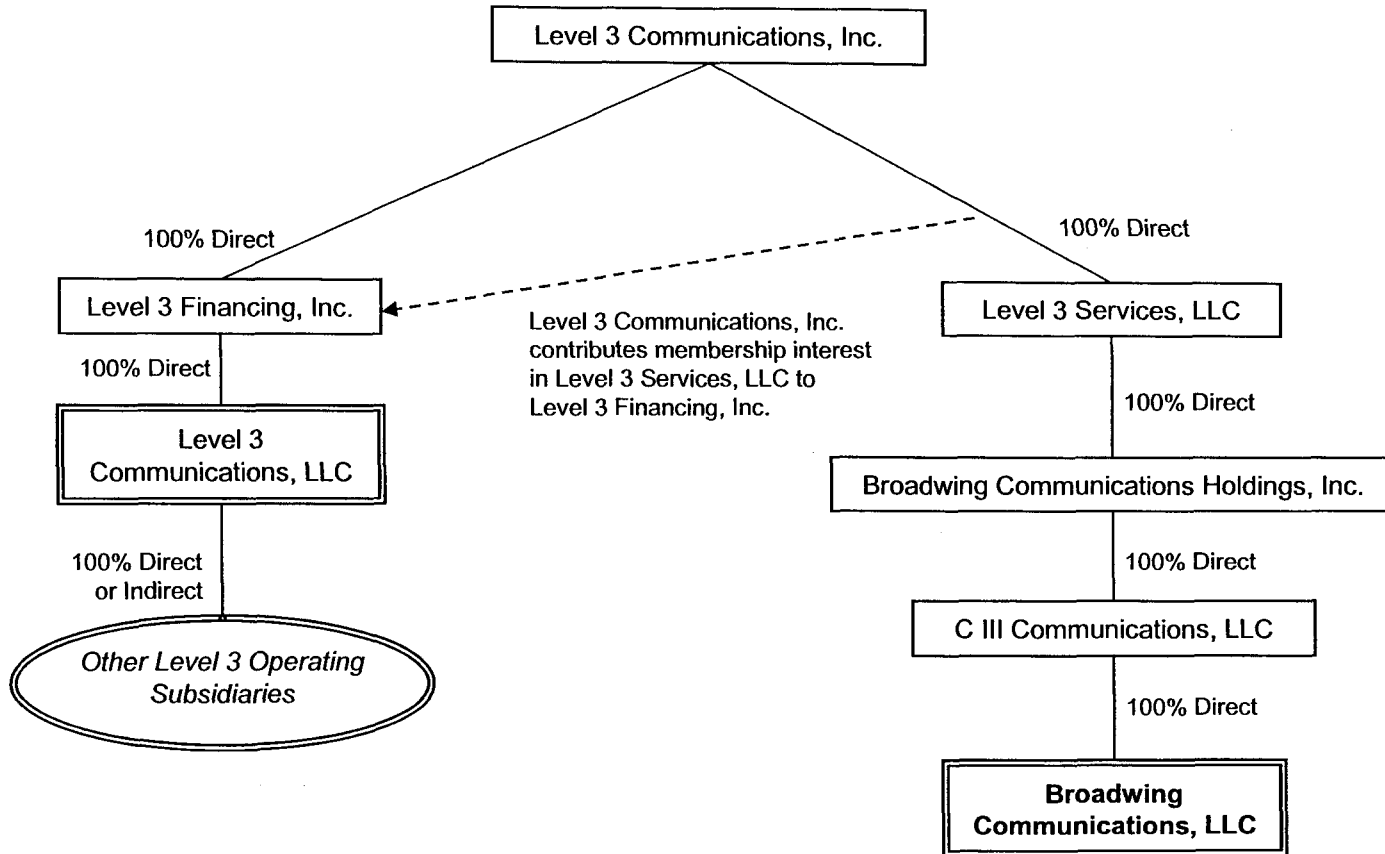 Level 3 Communications, Inc.
100% Direct
100% Direct
Level 3 Financing, Inc.
Level 3 Services, LLC
Level 3 Communications, Inc.
contributes membership interest
in Level 3 Services, LLC to
Level 3 Financing, Inc.
100% Direct
100% Direct
Level 3
Communications, LLC
Broadwing Communications Holdings, Inc.
100% Direct
or Indirect
100% Direct
C III Communications, LLC
Other Level 3 Operating
Subsidiaries
100% Direct
Broadwing
Communications, LLC